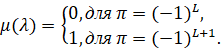 μ(λ) = {0, для π = (−1)^L,
1, для π = (−1)^{L+1}.